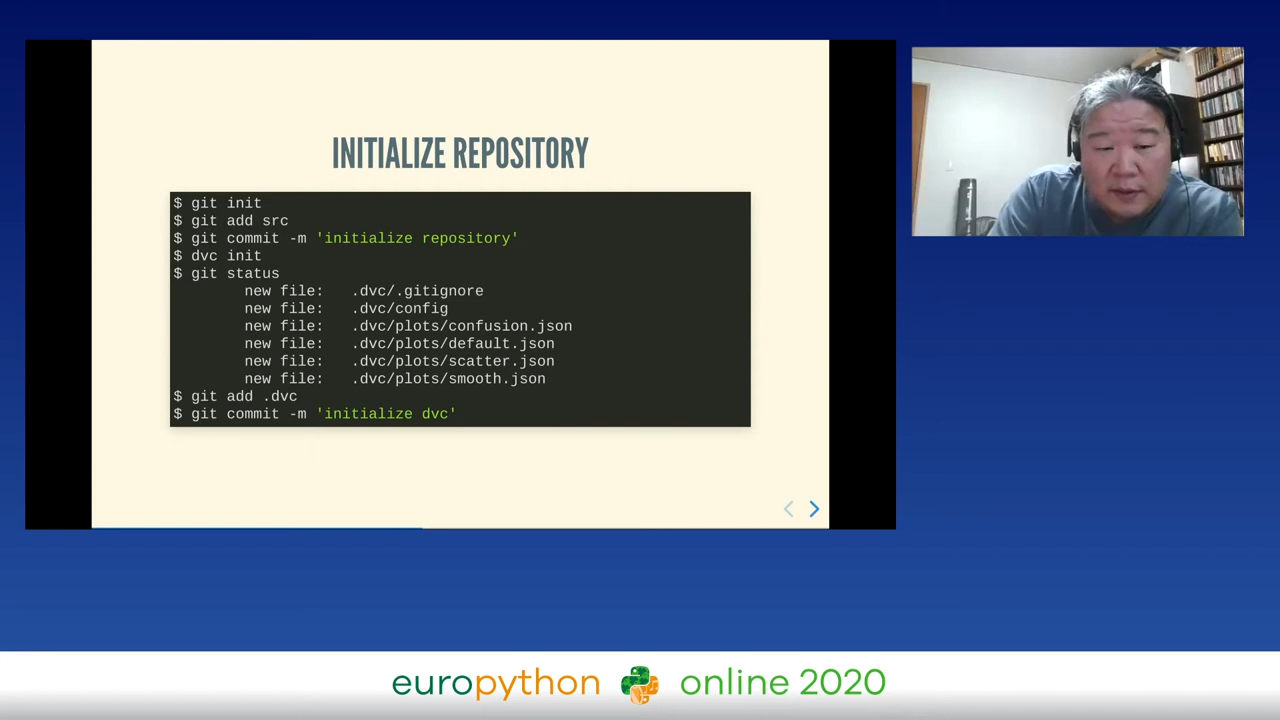 INITIALIZE REPOSITORY
$ git init
$ git add src
$ git commit -m 'initialize repository'
$ dvc init
$ git status
        new file:   .dvc/.gitignore
        new file:   .dvc/config
        new file:   .dvc/plots/confusion.json
        new file:   .dvc/plots/default.json
        new file:   .dvc/plots/scatter.json
        new file:   .dvc/plots/smooth.json
$ git add .dvc
$ git commit -m 'initialize dvc'
europython online 2020